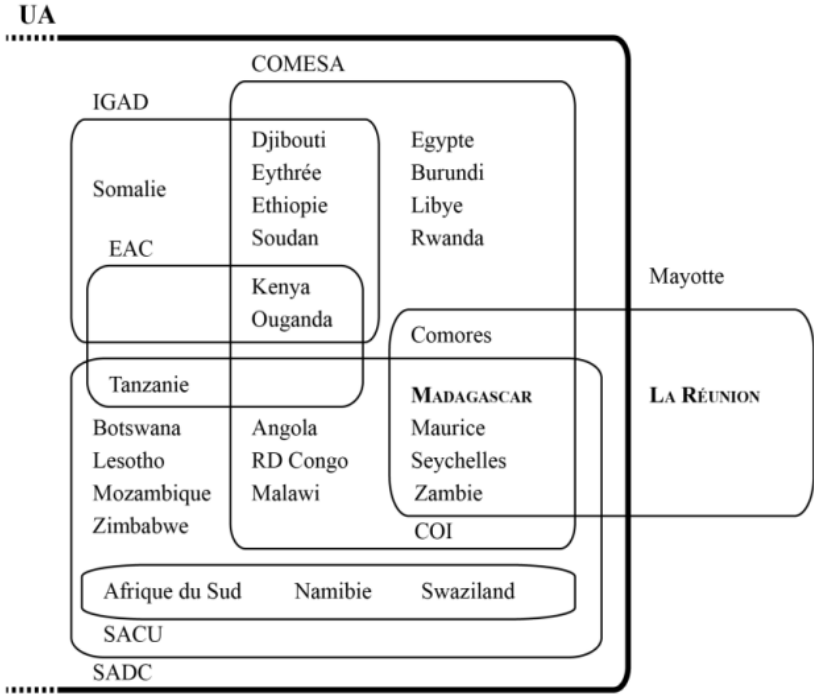 UA
COMESA
IGAD
Djibouti Egypte
Eythrée Burundi
Somalie
Ethiopie Libye
Soudan Rwanda
EAC
Mayotte
Kenya
Ouganda
Comores
Tanzanie
MADAGASCAR LA RÉUNION
Botswana Angola Maurice
Lesotho RD Congo Seychelles
Mozambique Malawi Zambie
Zimbabwe COI
Afrique du Sud Namibie Swaziland
SACU
SADC